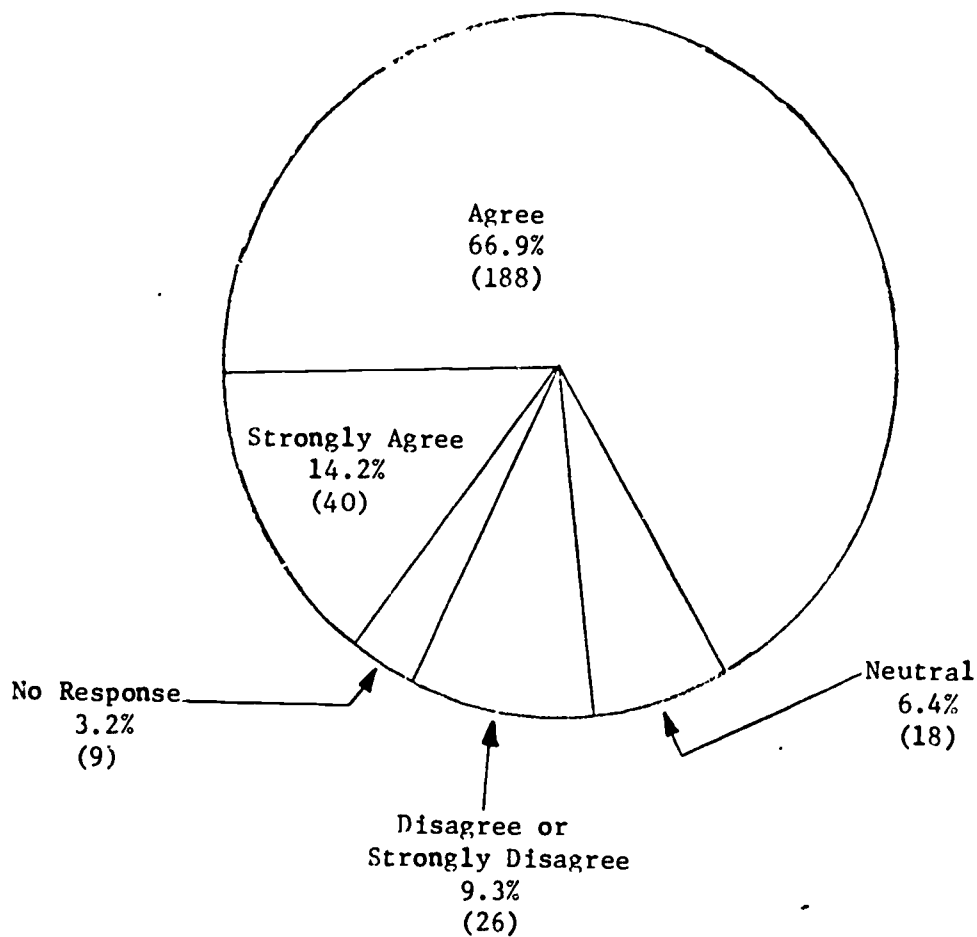 Agree
66.9%
(188)
Strongly Agree
14.2%
(40)
No Response
3.2%
(9)
Disagree or
Strongly Disagree
9.3%
(26)
Neutral
6.4%
(18)